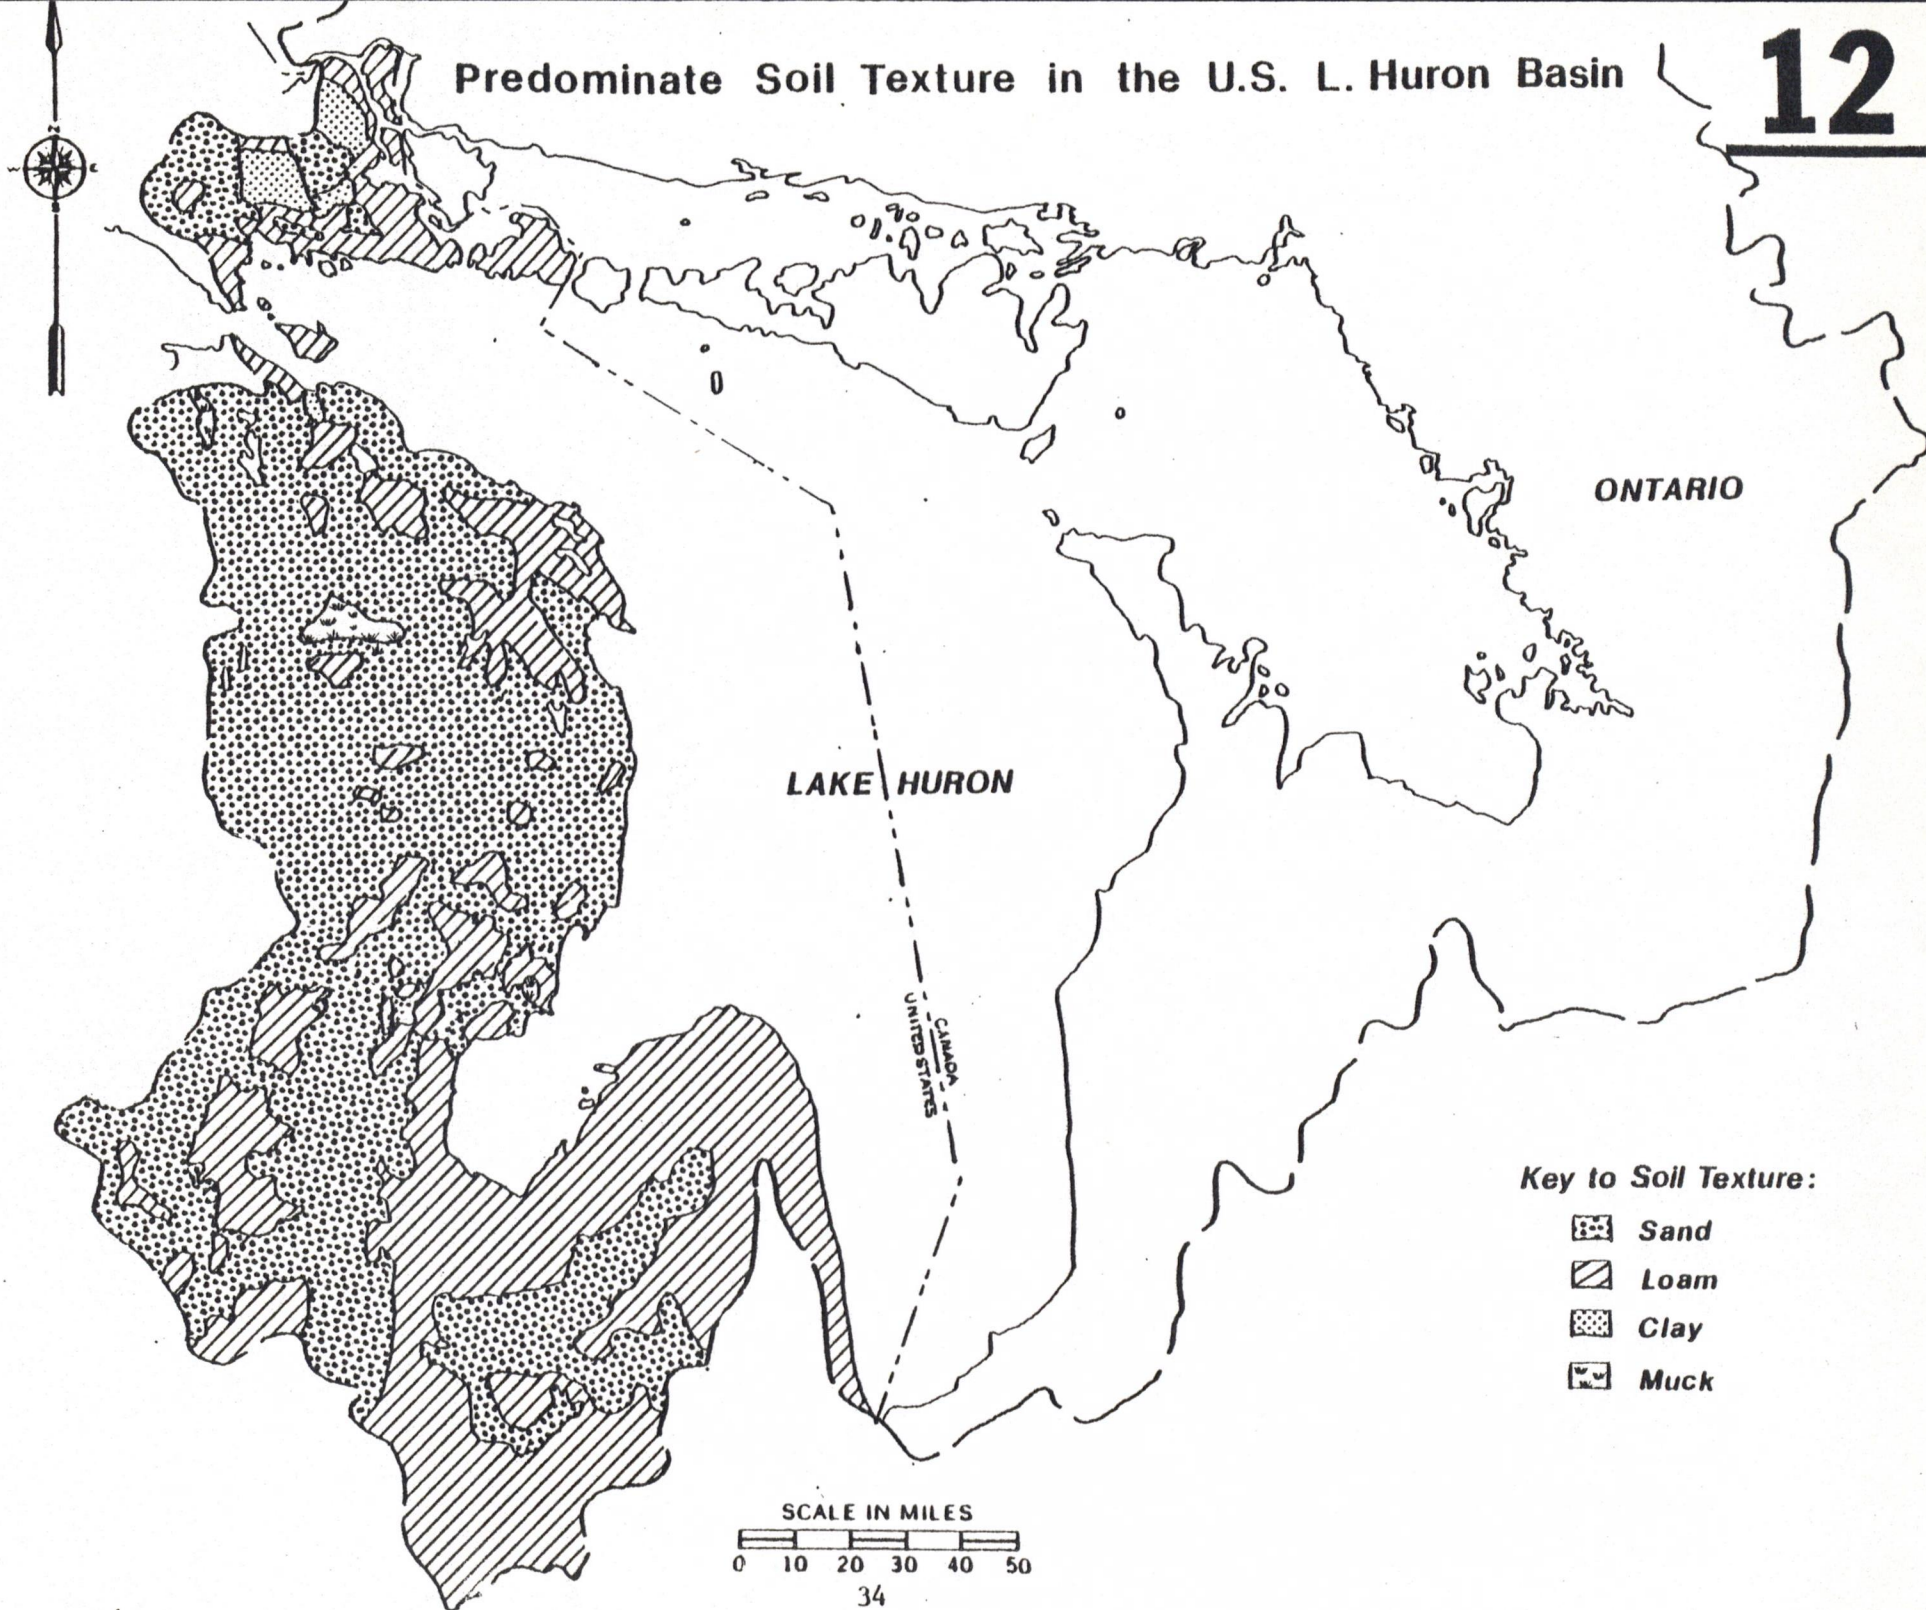 Predominate Soil Texture in the U.S. L. Huron Basin
12
N
W
E
S
ONTARIO
LAKE HURON
CANADA
UNITED STATES
Key to Soil Texture:
Sand
Loam
Clay
Muck
SCALE IN MILES
0 10 20 30 40 50
34